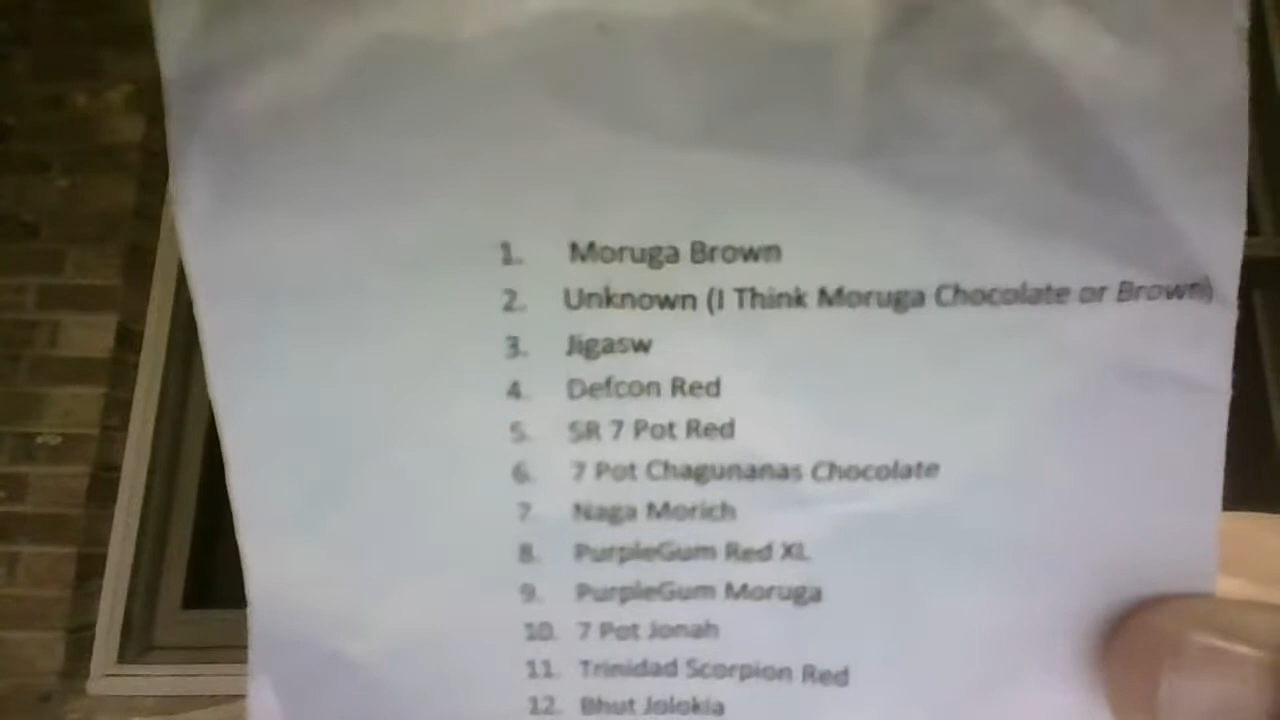 1. Moruga Brown
2. Unknown (I Think Moruga Chocolate or Brown)
3. Jigasw
4. Defcon Red
5. SR 7 Pot Red
6. 7 Pot Chagunanas Chocolate
7. Naga Morich
8. PurpleGum Red XL
9. PurpleGum Moruga
10. 7 Pot Jonah
11. Trinidad Scorpion Red
12. Bhut Jolokia